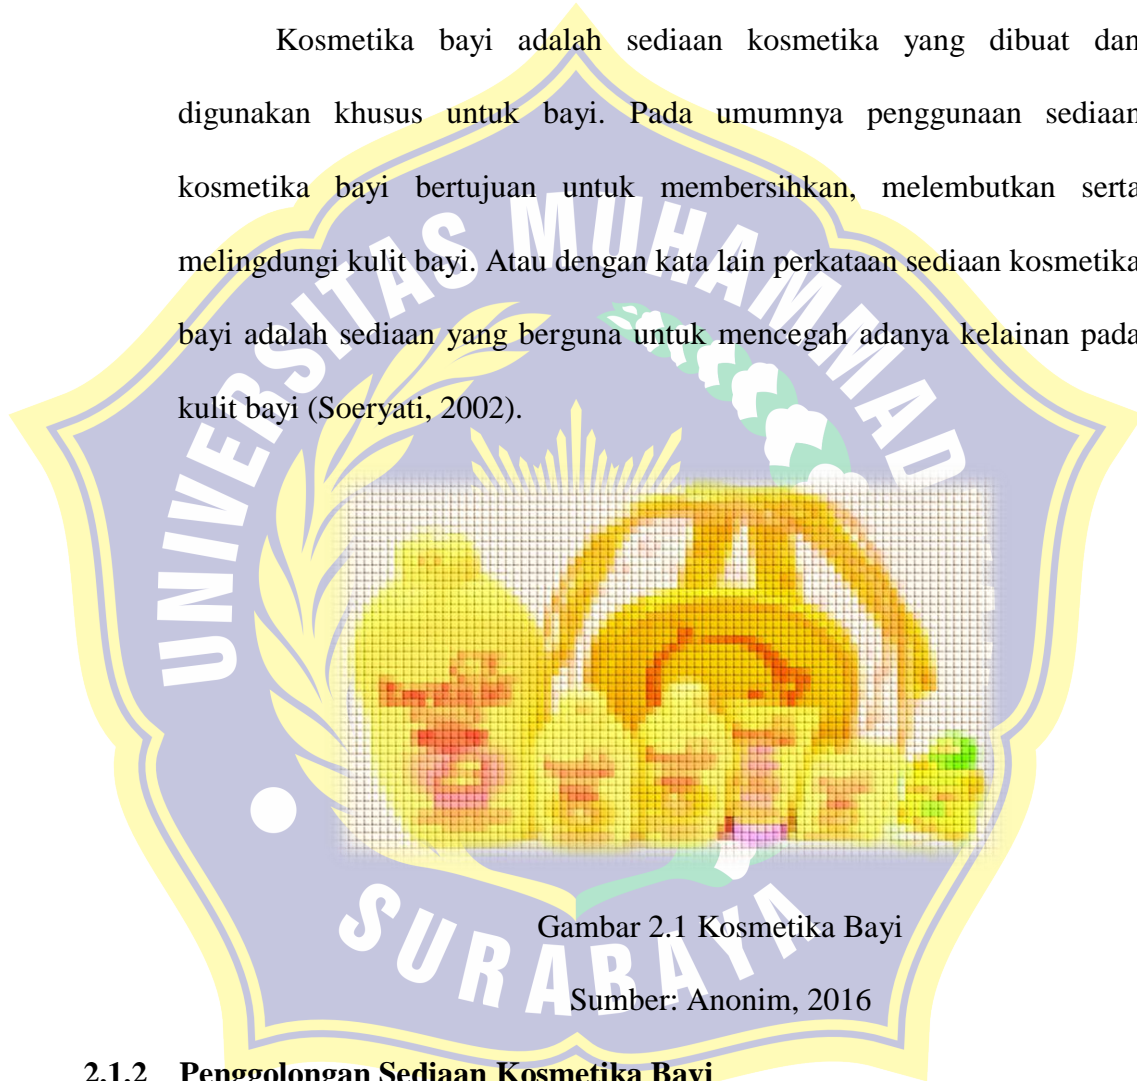 Kosmetika bayi adalah sediaan kosmetika yang dibuat dan
digunakan khusus untuk bayi. Pada umumnya penggunaan sediaan
kosmetika bayi bertujuan untuk membersihkan, melembutkan serta
melingdungi kulit bayi. Atau dengan kata lain perkataan sediaan kosmetika
bayi adalah sediaan yang berguna untuk mencegah adanya kelainan pada
kulit bayi (Soeryati, 2002).
UNIVERSITAS MUHAMMAD
SURABAYA
Gambar 2.1 Kosmetika Bayi
Sumber: Anonim, 2016
2.1.2 Penggolongan Sediaan Kosmetika Bayi